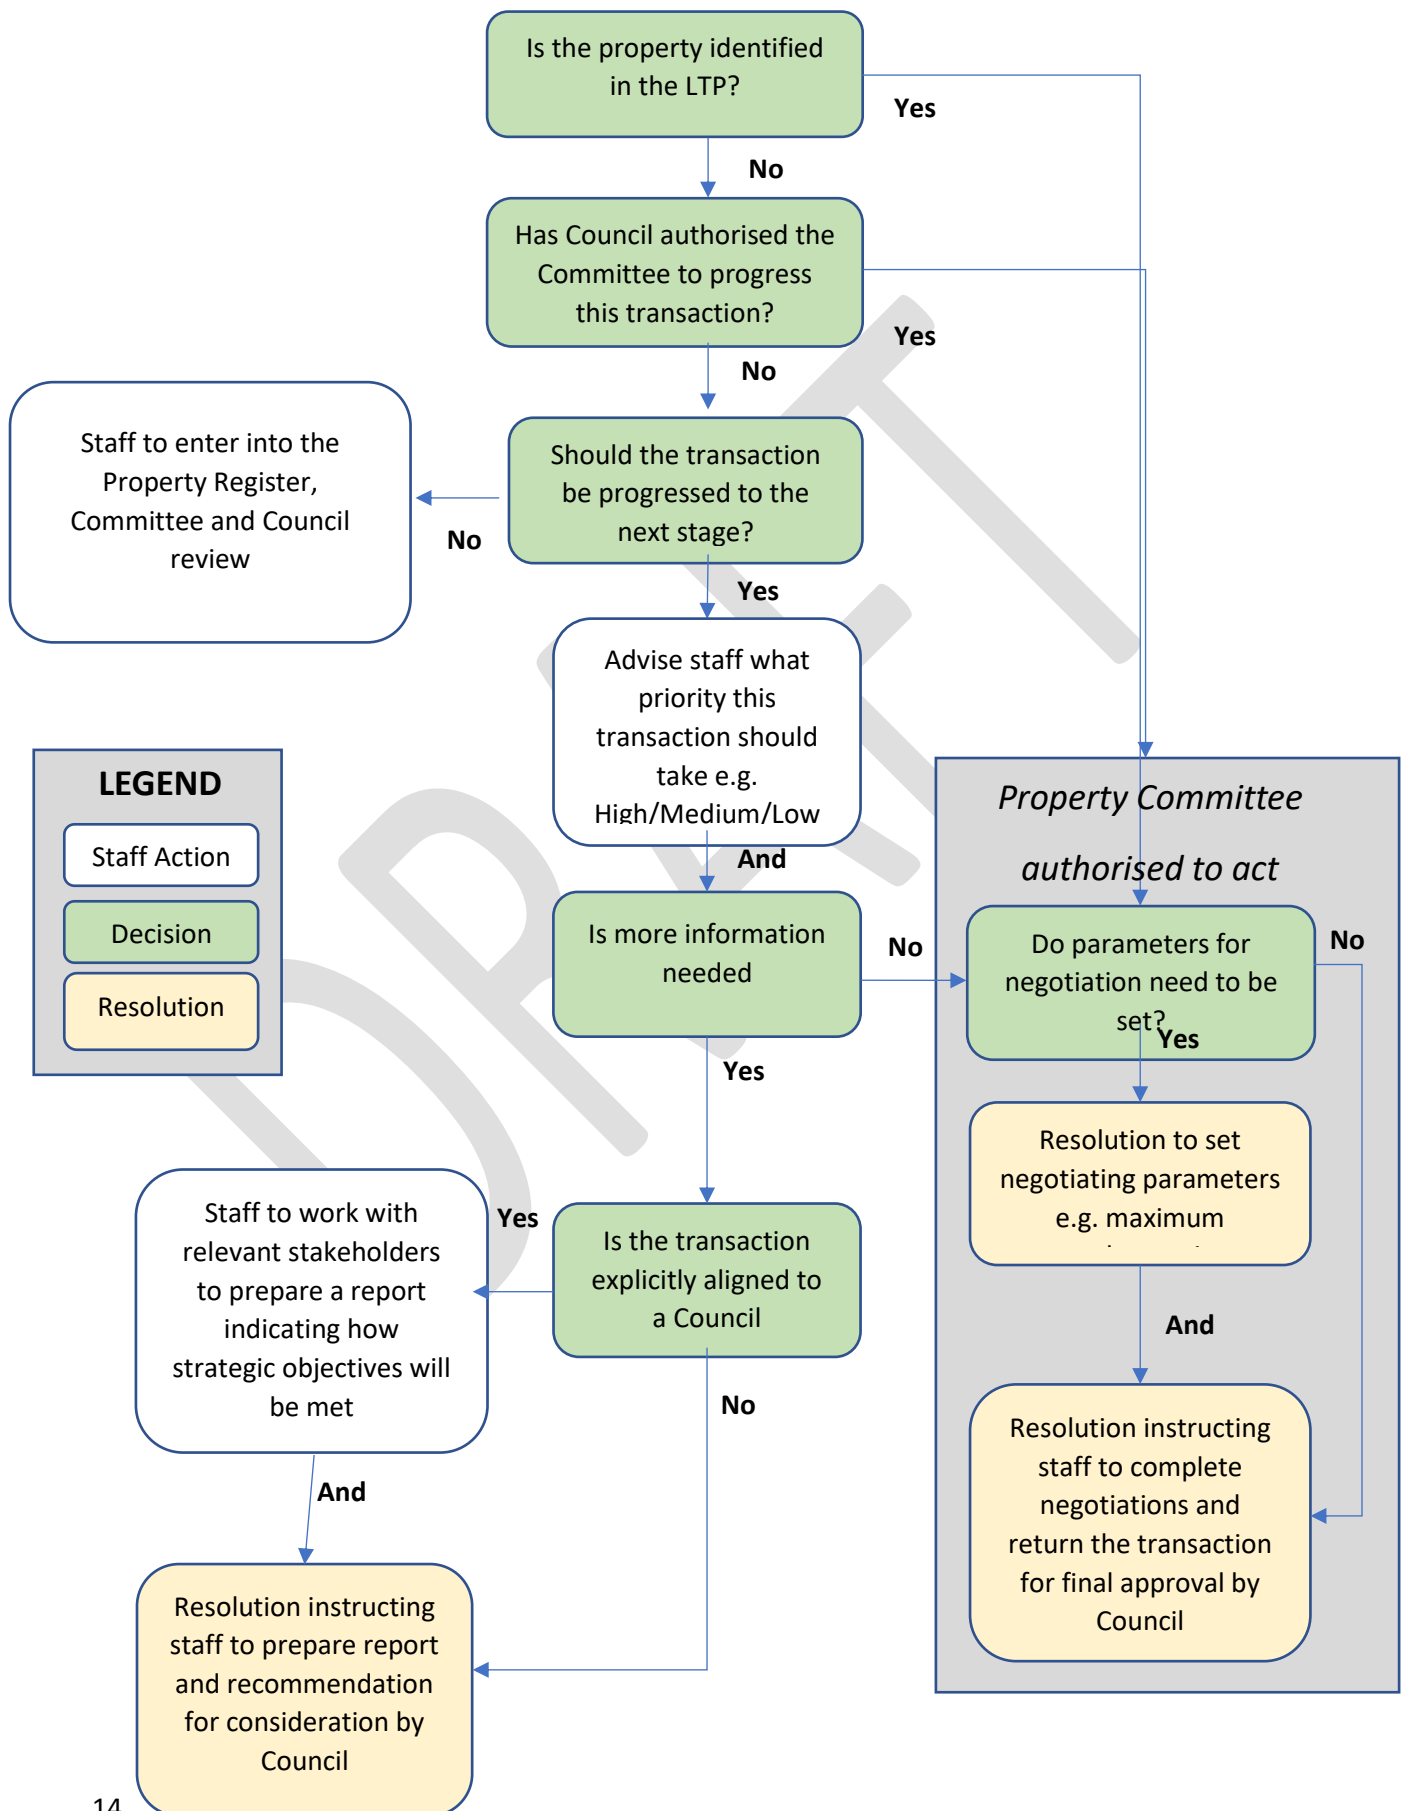 Is the property identified
in the LTP?
Yes
No
Has Council authorised the
Committee to progress
this transaction?
Yes
No
Staff to enter into the
Property Register,
Committee and Council
review
No
Should the transaction
be progressed to the
next stage?
Yes
Advise staff what
priority this
transaction should
take e.g.
High/Medium/Low
And
LEGEND
Staff Action
Decision
Resolution
Property Committee
authorised to act
Is more information
needed
No
Yes
Do parameters for
negotiation need to be
set?
Yes
No
Resolution to set
negotiating parameters
e.g. maximum
And
Resolution instructing
staff to complete
negotiations and
return the transaction
for final approval by
Council
Is the transaction
explicitly aligned to
a Council
Yes
No
Staff to work with
relevant stakeholders
to prepare a report
indicating how
strategic objectives will
be met
And
Resolution instructing
staff to prepare report
and recommendation
for consideration by
Council
DRAFT
14